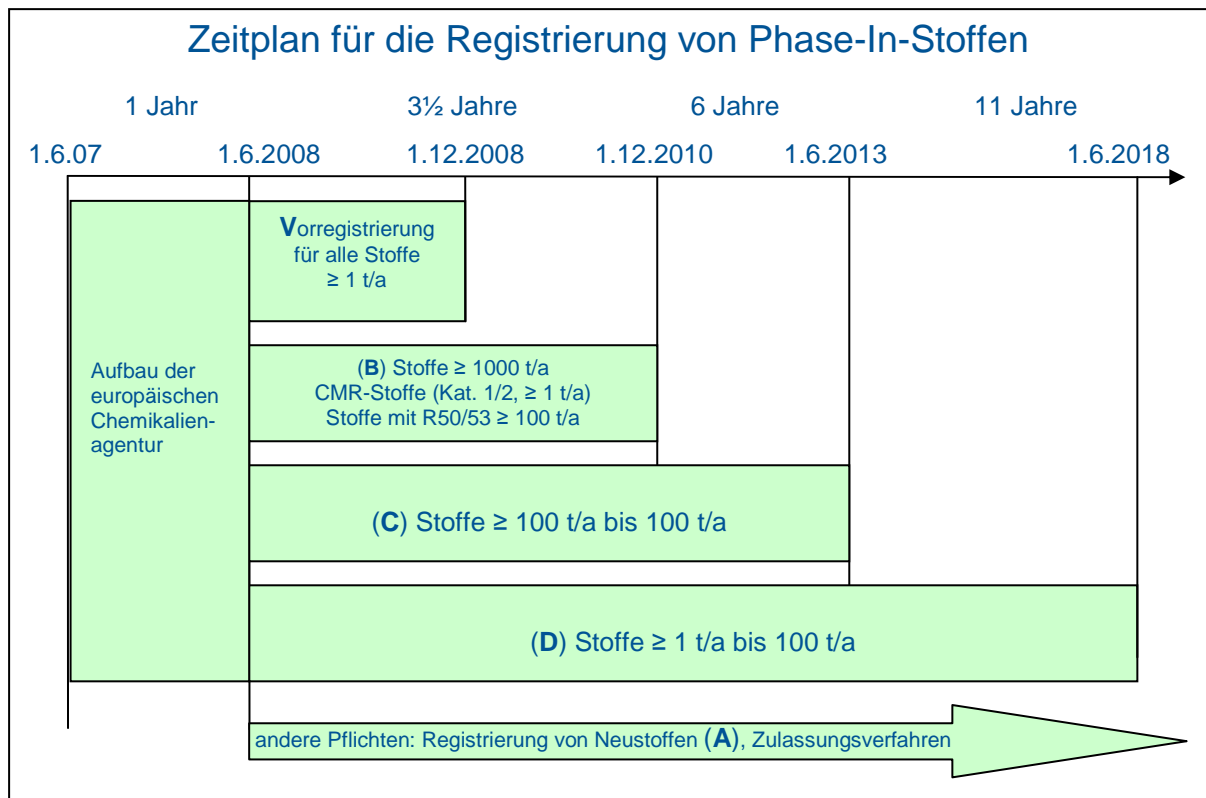 Zeitplan für die Registrierung von Phase-In-Stoffen
1 Jahr 3½ Jahre 6 Jahre 11 Jahre
1.6.07 1.6.2008 1.12.2008 1.12.2010 1.6.2013 1.6.2018
Vorregistrierung
für alle Stoffe
≥ 1 t/a
Aufbau der
europäischen
Chemikalien-
agentur
(B) Stoffe ≥ 1000 t/a
CMR-Stoffe (Kat. 1/2, ≥ 1 t/a)
Stoffe mit R50/53 ≥ 100 t/a
(C) Stoffe ≥ 100 t/a bis 100 t/a
(D) Stoffe ≥ 1 t/a bis 100 t/a
andere Pflichten: Registrierung von Neustoffen (A), Zulassungsverfahren